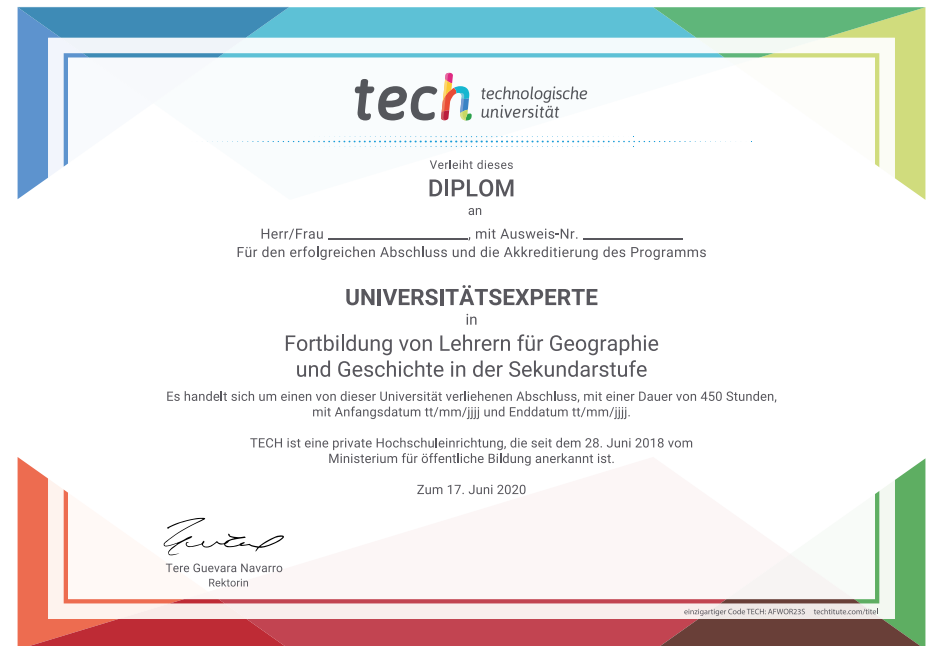 tech technologische
universität
Verleiht dieses
DIPLOM
an
Herr/Frau ____________, mit Ausweis-Nr. ____________
Für den erfolgreichen Abschluss und die Akkreditierung des Programms
UNIVERSITÄTSEXPERTE
in
Fortbildung von Lehrern für Geographie
und Geschichte in der Sekundarstufe
Es handelt sich um einen von dieser Universität verliehenen Abschluss, mit einer Dauer von 450 Stunden,
mit Anfangsdatum tt/mm/jjjj und Enddatum tt/mm/jjjj.
TECH ist eine private Hochschuleinrichtung, die seit dem 28. Juni 2018 vom
Ministerium für öffentliche Bildung anerkannt ist.
Zum 17. Juni 2020
Tere Guevara Navarro
Rektorin
einzigartiger Code TECH: AFWOR23S techtitute.com/titel